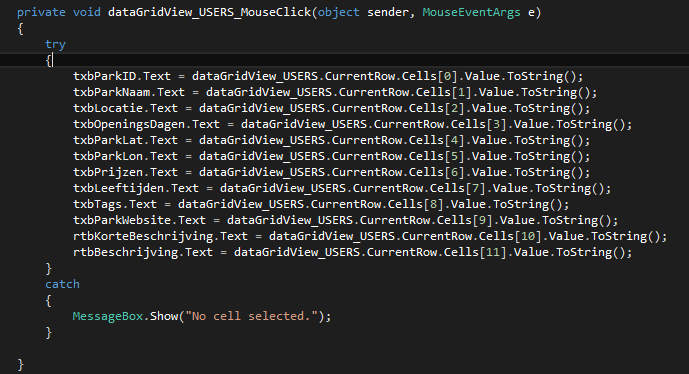 private void dataGridView_USERS_MouseClick(object sender, MouseEventArgs e)
{
    try
    {
        txbParkID.Text = dataGridView_USERS.CurrentRow.Cells[0].Value.ToString();
        txbParkNaam.Text = dataGridView_USERS.CurrentRow.Cells[1].Value.ToString();
        txbLocatie.Text = dataGridView_USERS.CurrentRow.Cells[2].Value.ToString();
        txbOpeningsDagen.Text = dataGridView_USERS.CurrentRow.Cells[3].Value.ToString();
        txbParkLat.Text = dataGridView_USERS.CurrentRow.Cells[4].Value.ToString();
        txbParkLon.Text = dataGridView_USERS.CurrentRow.Cells[5].Value.ToString();
        txbPrijzen.Text = dataGridView_USERS.CurrentRow.Cells[6].Value.ToString();
        txbLeeftijden.Text = dataGridView_USERS.CurrentRow.Cells[7].Value.ToString();
        txbTags.Text = dataGridView_USERS.CurrentRow.Cells[8].Value.ToString();
        txbParkWebsite.Text = dataGridView_USERS.CurrentRow.Cells[9].Value.ToString();
        rtbKorteBeschrijving.Text = dataGridView_USERS.CurrentRow.Cells[10].Value.ToString();
        rtbBeschrijving.Text = dataGridView_USERS.CurrentRow.Cells[11].Value.ToString();
    }
    catch
    {
        MessageBox.Show("No cell selected.");
    }
}